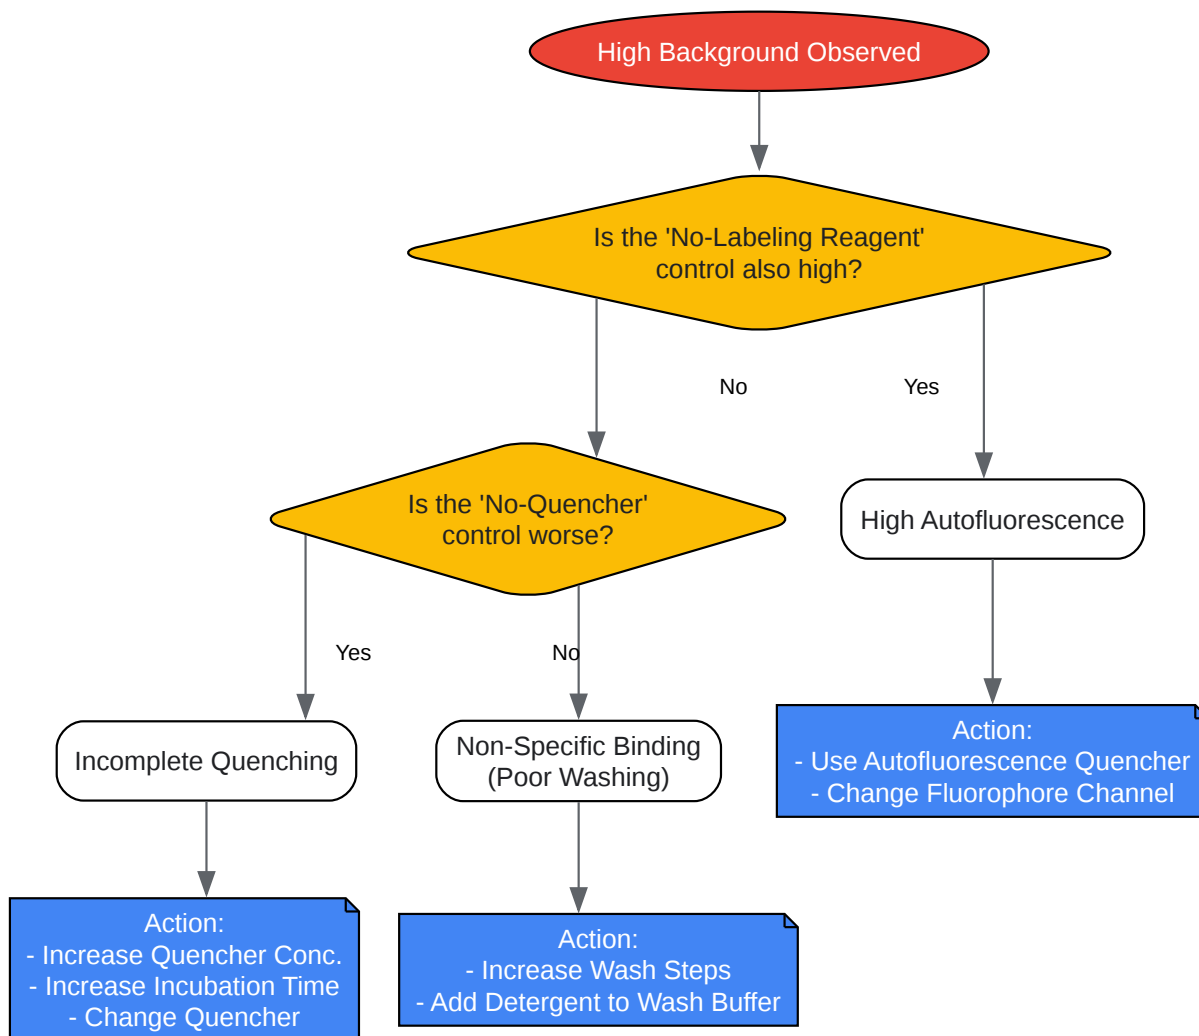 High Background Observed
Is the 'No-Labeling Reagent'
control also high?
No
Yes
Is the 'No-Quencher'
control worse?
High Autofluorescence
Yes
No
Incomplete Quenching
Non-Specific Binding
(Poor Washing)
Action:
- Use Autofluorescence Quencher
- Change Fluorophore Channel
Action:
- Increase Quencher Conc.
- Increase Incubation Time
- Change Quencher
Action:
- Increase Wash Steps
- Add Detergent to Wash Buffer